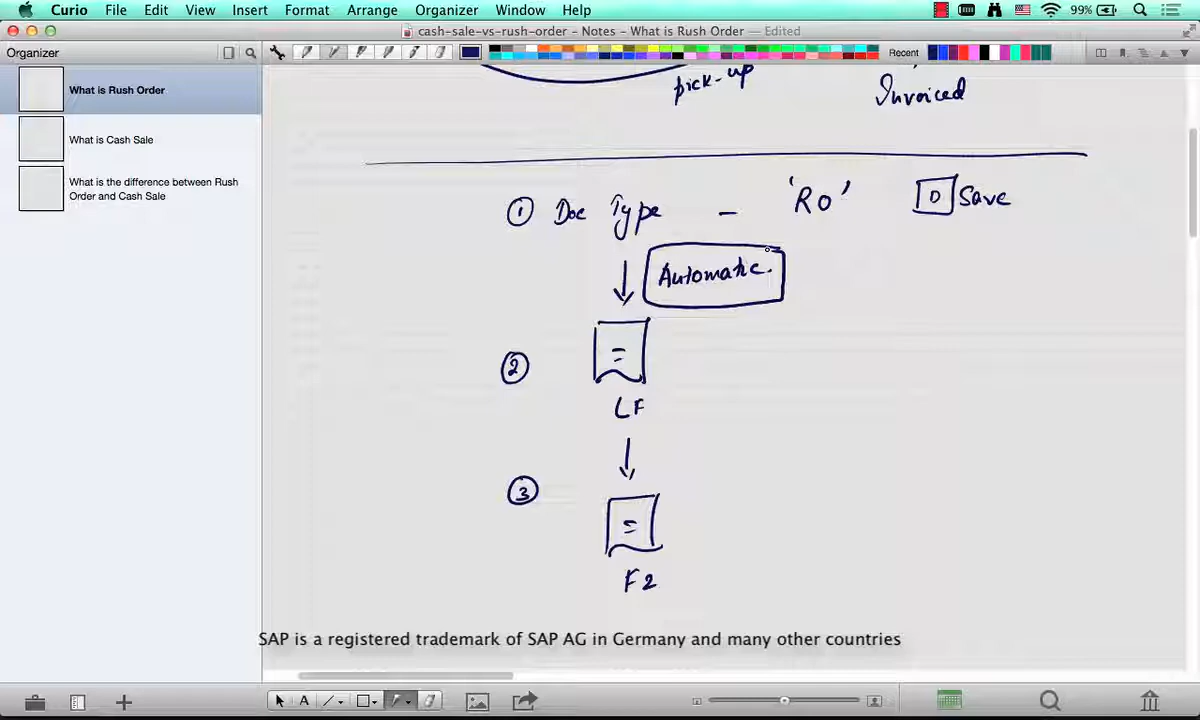 Curio File Edit View Insert Format Arrange Organizer Window Help 99%
cash-sale-vs-rush-order – Notes – What is Rush Order — Edited
Organizer
Recent
What is Rush Order
What is Cash Sale
What is the difference between Rush
Order and Cash Sale
pick-up
Invoiced
① Doc Type - 'RO' D Save
Automatic.
②
LF
③
F2
SAP is a registered trademark of SAP AG in Germany and many other countries
A